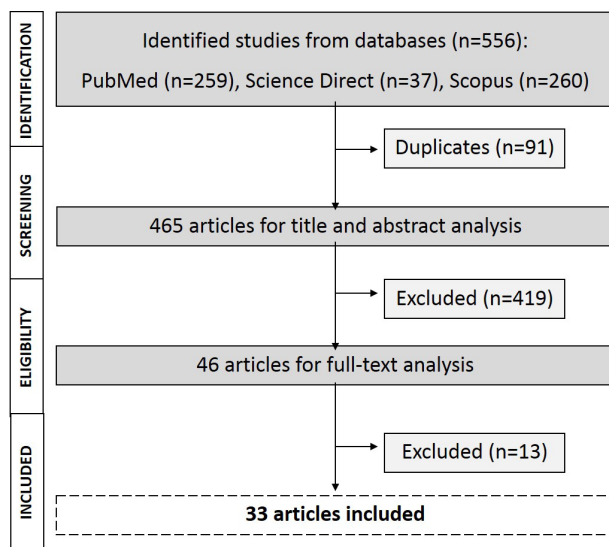 IDENTIFICATION
Identified studies from databases (n=556):
PubMed (n=259), Science Direct (n=37), Scopus (n=260)
Duplicates (n=91)
SCREENING
465 articles for title and abstract analysis
Excluded (n=419)
ELIGIBILITY
46 articles for full-text analysis
Excluded (n=13)
INCLUDED
33 articles included